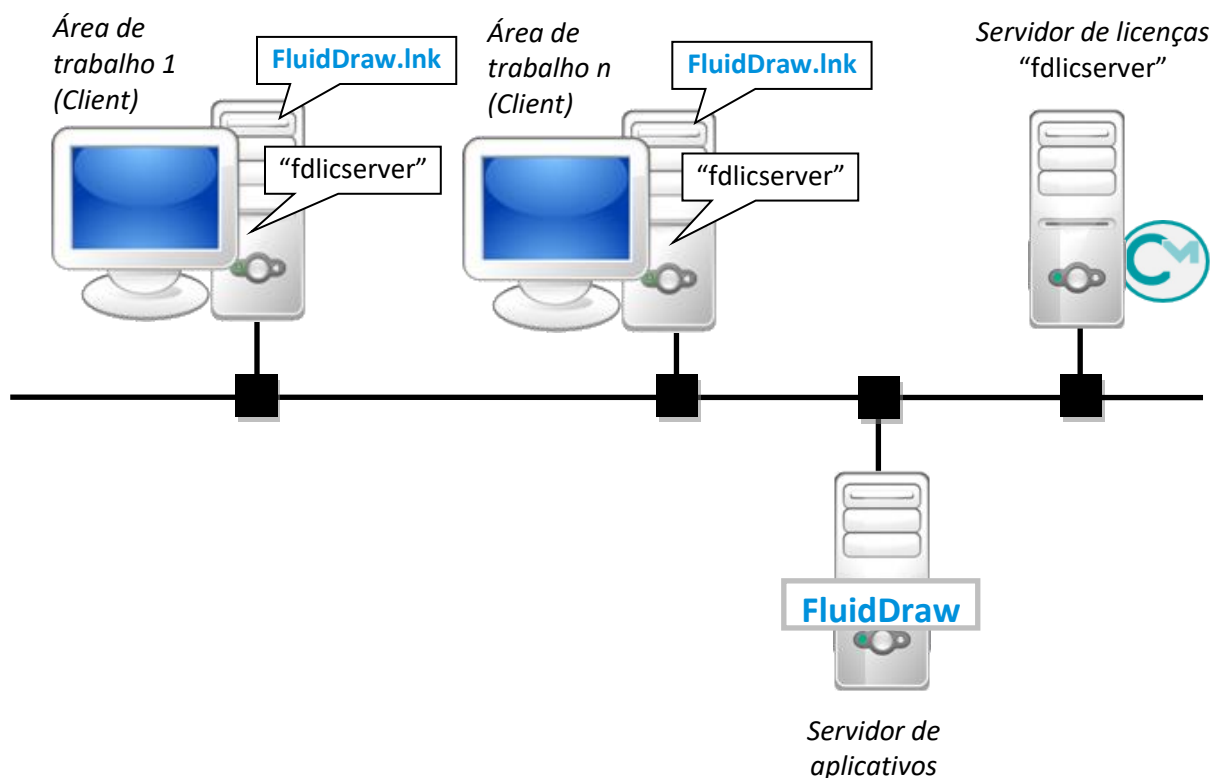 Área de
trabalho 1
(Client)
FluidDraw.lnk
“fdlicserver”
Área de
trabalho n
(Client)
FluidDraw.lnk
“fdlicserver”
Servidor de licenças
“fdlicserver”
CM
FluidDraw
Servidor de
aplicativos